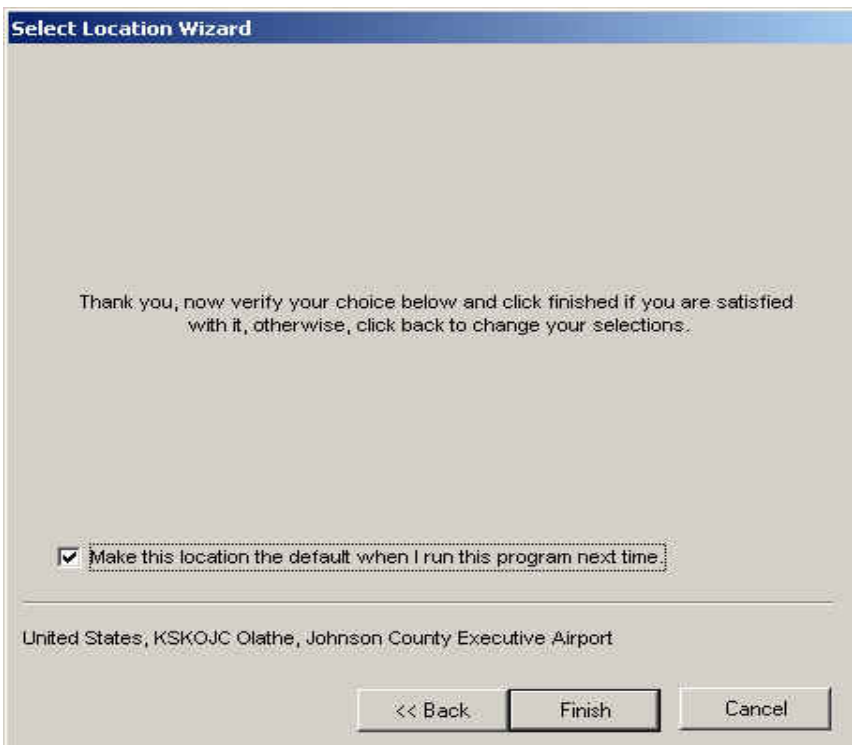 Select Location Wizard
Thank you, now verify your choice below and click finished if you are satisfied
with it, otherwise, click back to change your selections.
Make this location the default when I run this program next time.
United States, KSKOJC Olathe, Johnson County Executive Airport
<< Back
Finish
Cancel